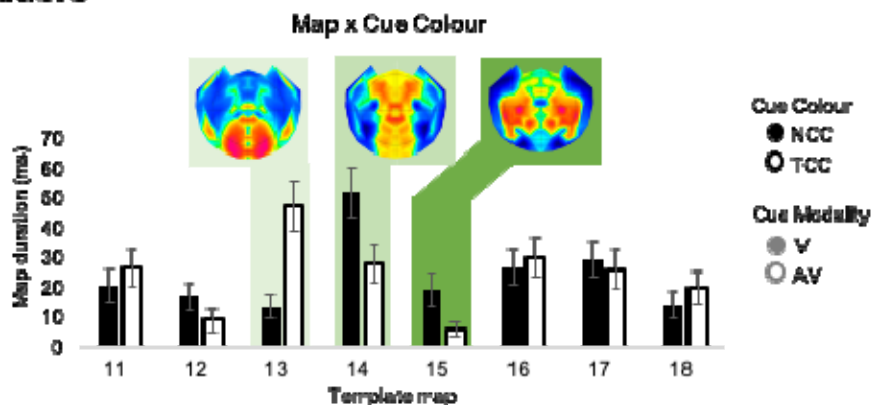 Map x Cue Colour
Cue Colour
NCC
TCC
Cue Modality
V
AV
Map duration (ms)
70
60
50
40
30
20
10
0
11 12 13 14 15 16 17 18
Template map